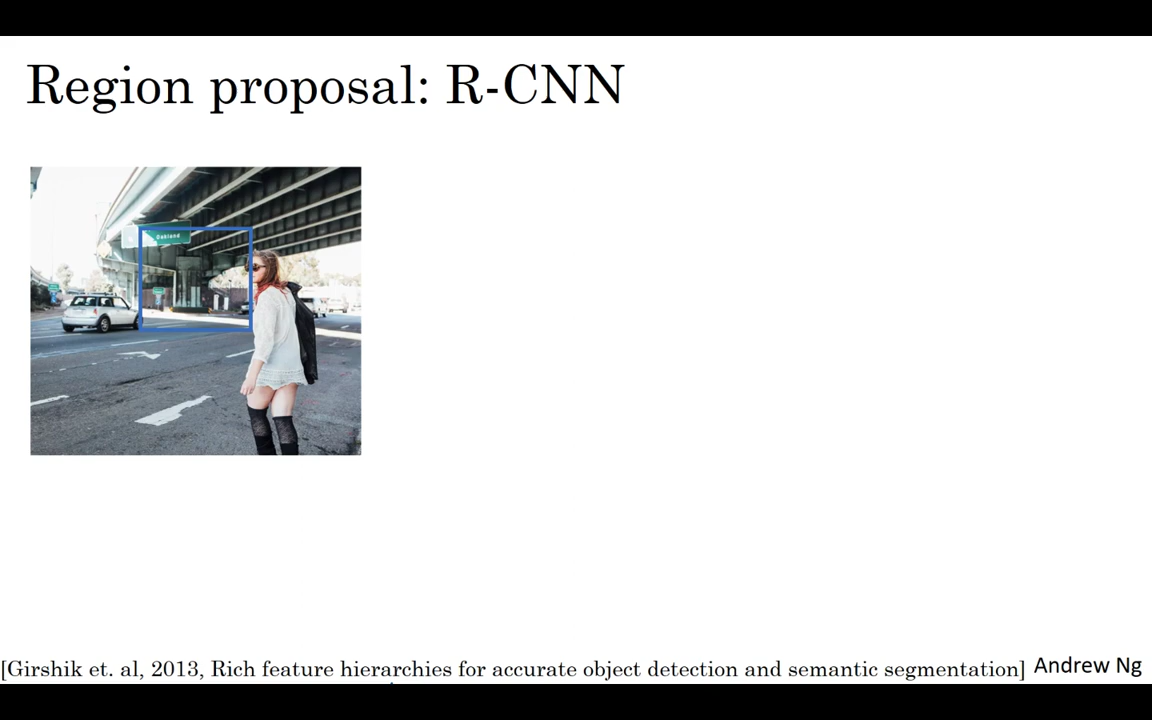 Region proposal: R-CNN
Oakland
[Girshik et. al, 2013, Rich feature hierarchies for accurate object detection and semantic segmentation] Andrew Ng